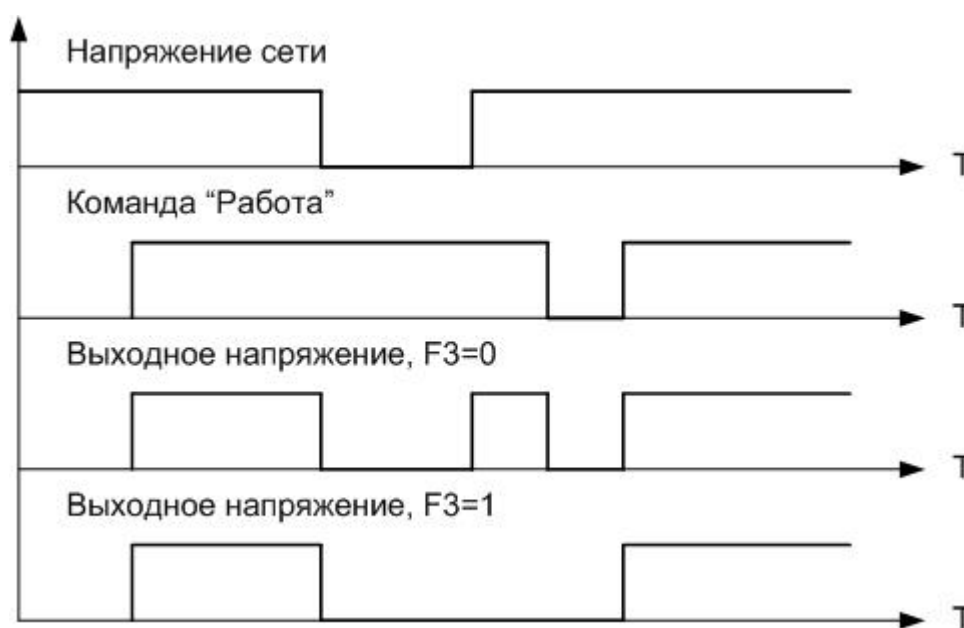 Напряжение сети
T
Команда “Работа”
T
Выходное напряжение, F3=0
T
Выходное напряжение, F3=1
T